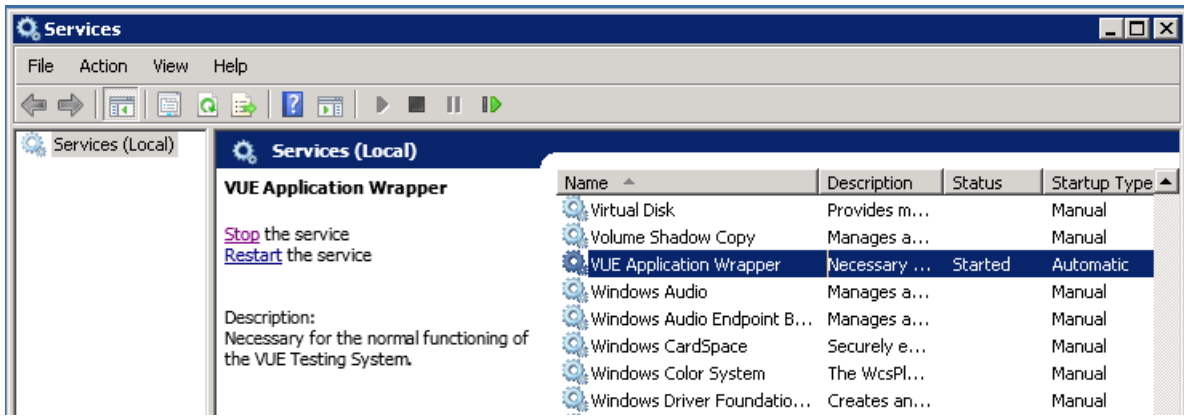 Services
File Action View Help
Services (Local)
Services (Local)
VUE Application Wrapper
Stop the service
Restart the service
Description:
Necessary for the normal functioning of
the VUE Testing System.
Name Description Status Startup Type
Virtual Disk Provides m... Manual
Volume Shadow Copy Manages a... Manual
VUE Application Wrapper Necessary ... Started Automatic
Windows Audio Manages a... Manual
Windows Audio Endpoint B... Manages a... Manual
Windows CardSpace Securely e... Manual
Windows Color System The WcsPl... Manual
Windows Driver Foundatio... Creates an... Manual